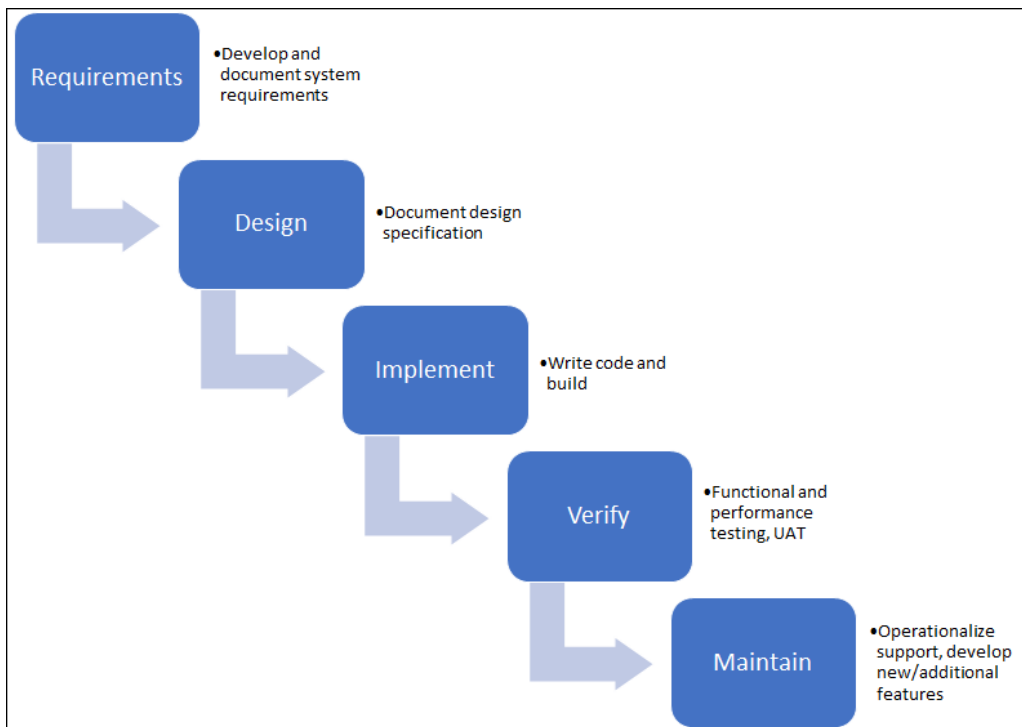 Requirements
•Develop and
document system
requirements
Design
•Document design
specification
Implement
•Write code and
build
Verify
•Functional and
performance
testing, UAT
Maintain
•Operationalize
support, develop
new/additional
features